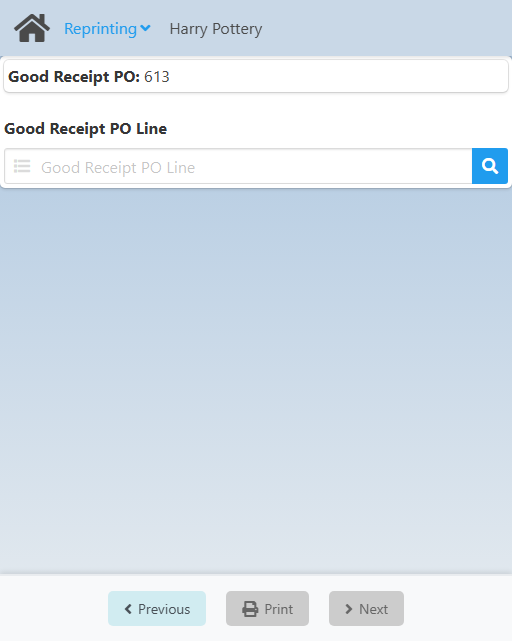 Reprinting Harry Pottery
Good Receipt PO: 613
Good Receipt PO Line
Good Receipt PO Line
Previous Print Next